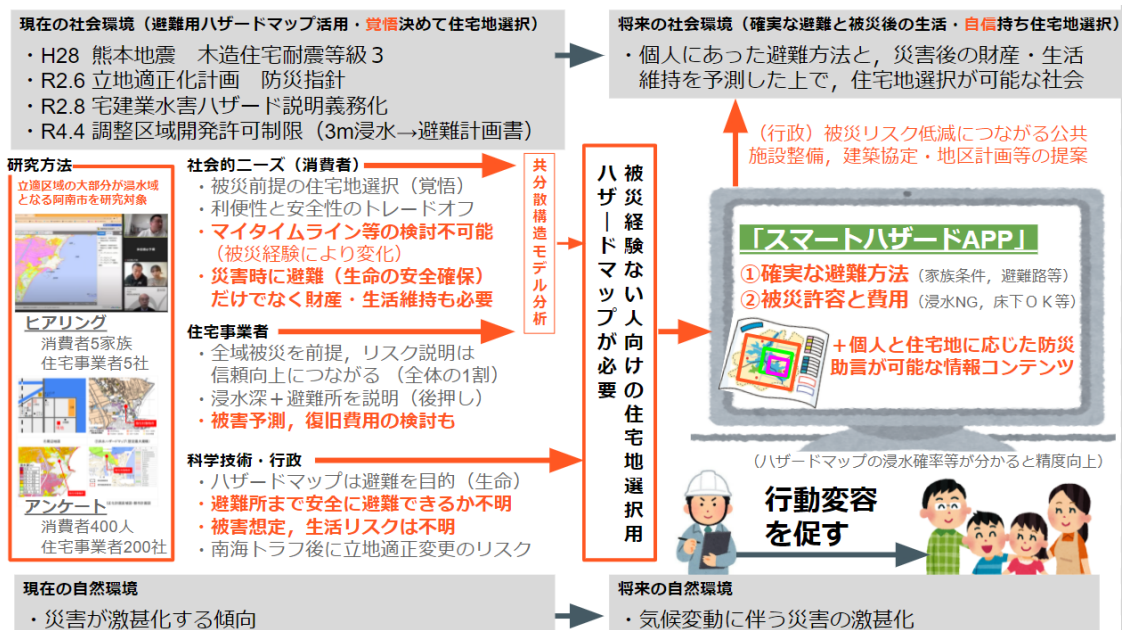 現在の社会環境（避難用ハザードマップ活用・覚悟決めて住宅地選択）
・H28 熊本地震　木造住宅耐震等級３
・R2.6 立地適正化計画　防災指針
・R2.8 宅建業水害ハザード説明義務化
・R4.4 調整区域開発許可制限（3m浸水→避難計画書）
将来の社会環境（確実な避難と被災後の生活・自信持ち住宅地選択）
・個人にあった避難方法と，災害後の財産・生活
維持を予測した上で，住宅地選択が可能な社会
研究方法
立適区域の大部分が浸水域
となる阿南市を研究対象
ヒアリング
消費者5家族
住宅事業者5社
アンケート
消費者400人
住宅事業者200社
社会的ニーズ（消費者）
・被災前提の住宅地選択（覚悟）
・利便性と安全性のトレードオフ
・マイタイムライン等の検討不可能
（被災経験により変化）
・災害時に避難（生命の安全確保）
だけでなく財産・生活維持も必要
住宅事業者
・全域被災を前提，リスク説明は
信頼向上につながる（全体の1割）
・浸水深＋避難所を説明（後押し）
・被害予測，復旧費用の検討も
科学技術・行政
・ハザードマップは避難を目的（生命）
・避難所まで安全に避難できるか不明
・被害想定，生活リスクは不明
・南海トラフ後に立地適正変更のリスク
共分散構造モデル分析
被災経験ない人向けの住宅地選択用
ハザードマップが必要
（行政）被災リスク低減につながる公共
施設整備，建築協定・地区計画等の提案
「スマートハザードAPP」
①確実な避難方法（家族条件，避難路等）
②被災許容と費用（浸水NG，床下ＯＫ等）
＋個人と住宅地に応じた防災
助言が可能な情報コンテンツ
（ハザードマップの浸水確率等が分かると精度向上）
行動変容
を促す
現在の自然環境
・災害が激甚化する傾向
将来の自然環境
・気候変動に伴う災害の激甚化